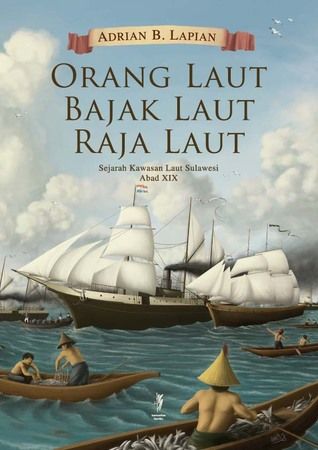 ADRIAN B. LAPIAN
ORANG LAUT
BAJAK LAUT
RAJA LAUT
Sejarah Kawasan Laut Sulawesi
Abad XIX